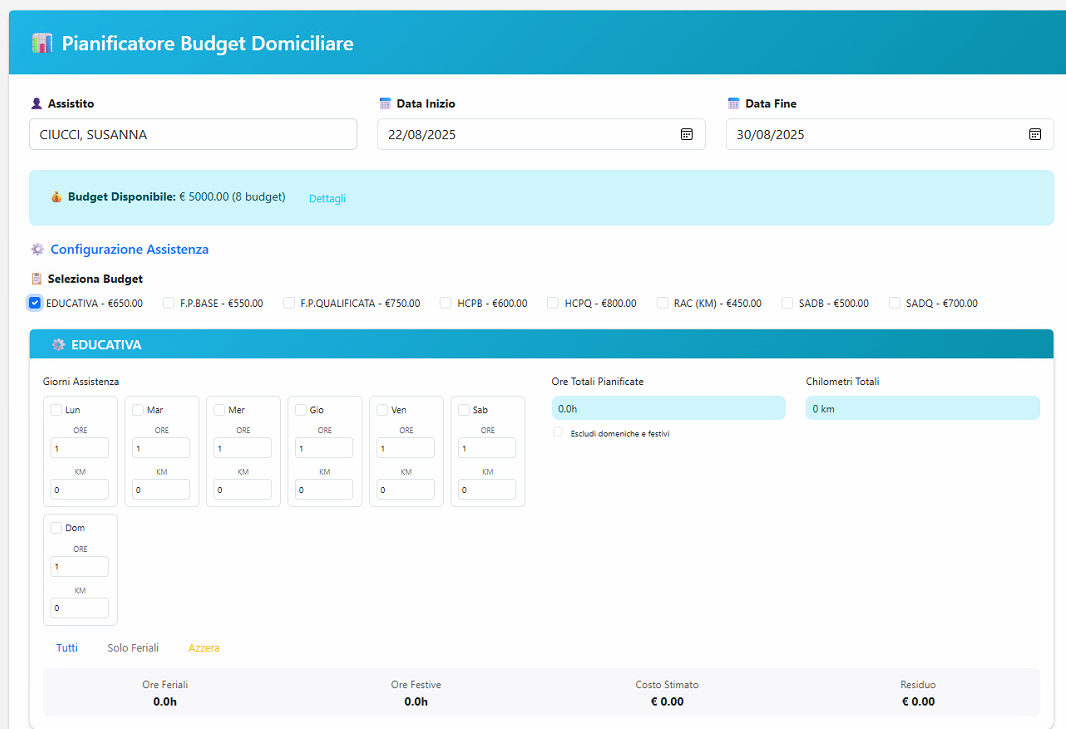 Pianificatore Budget Domiciliare
Assistito
Data Inizio
Data Fine
CIUCCI, SUSANNA
22/08/2025
30/08/2025
Budget Disponibile: € 5000.00 (8 budget) Dettagli
Configurazione Assistenza
Seleziona Budget
EDUCATIVA - €650.00 F.P.BASE - €550.00 F.P.QUALIFICATA - €750.00 HCPB - €600.00 HCPQ - €800.00 RAC (KM) - €450.00 SADB - €500.00 SADQ - €700.00
EDUCATIVA
Giorni Assistenza
Lun Mar Mer Gio Ven Sab
ORE ORE ORE ORE ORE ORE
1 1 1 1 1 1
KM KM KM KM KM KM
0 0 0 0 0 0
Dom
ORE
1
KM
0
Tutti Solo Feriali Azzera
Ore Totali Pianificate
0.0h
Escludi domeniche e festivi
Chilometri Totali
0 km
Ore Feriali Ore Festive Costo Stimato Residuo
0.0h 0.0h € 0.00 € 0.00